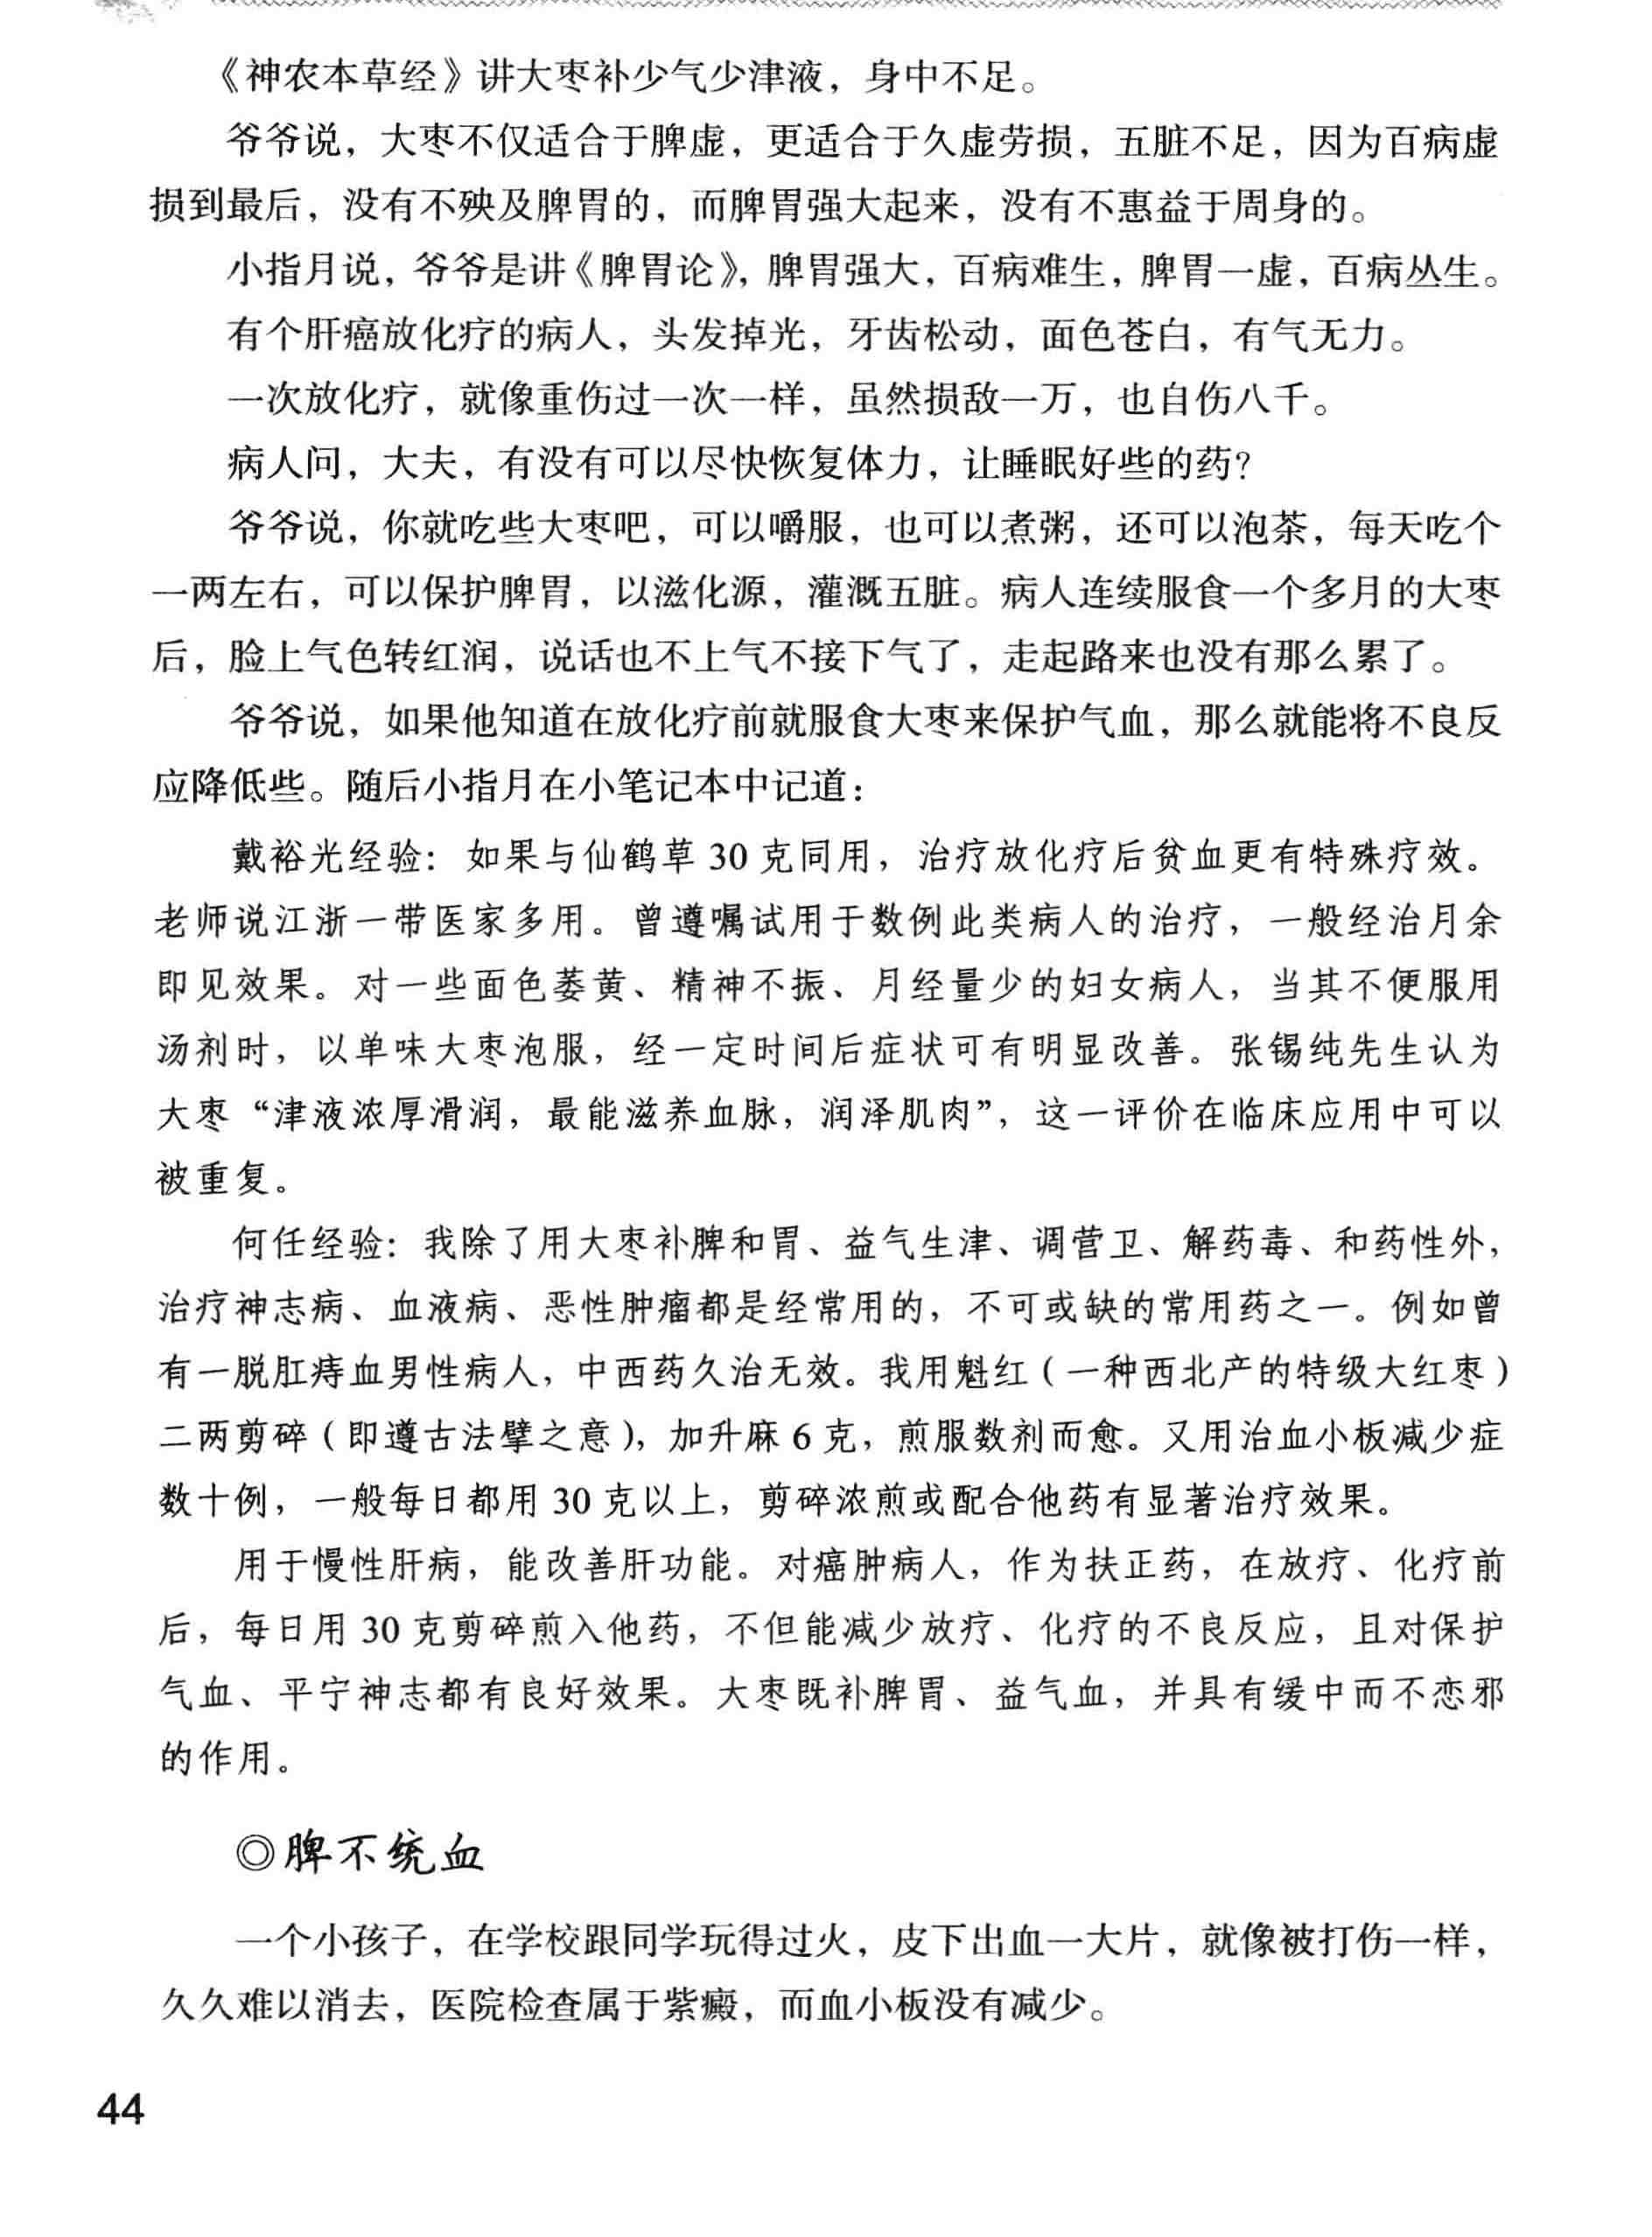 《神农本草经》讲大枣补少气少津液，身中不足。
爷爷说，大枣不仅适合于脾虚，更适合于久虚劳损，五脏不足，因为百病虚
损到最后，没有不殃及脾胃的，而脾胃强大起来，没有不惠益于周身的。
小指月说，爷爷是讲《脾胃论》，脾胃强大，百病难生，脾胃一虚，百病丛生。
有个肝癌放化疗的病人，头发掉光，牙齿松动，面色苍白，有气无力。
一次放化疗，就像重伤过一次一样，虽然损敌一万，也自伤八千。
病人问，大夫，有没有可以尽快恢复体力，让睡眠好些的药？
爷爷说，你就吃些大枣吧，可以嚼服，也可以煮粥，还可以泡茶，每天吃个
一两左右，可以保护脾胃，以滋化源，灌溉五脏。病人连续服食一个多月的大枣
后，脸上气色转红润，说话也不上气不接下气了，走起路来也没有那么累了。
爷爷说，如果他知道在放化疗前就服食大枣来保护气血，那么就能将不良反
应降低些。随后小指月在小笔记本中记道：
戴裕光经验：如果与仙鹤草 30 克同用，治疗放化疗后贫血更有特殊疗效。
老师说江浙一带医家多用。曾遵嘱试用于数例此类病人的治疗，一般经治月余
即见效果。对一些面色萎黄、精神不振、月经量少的妇女病人，当其不便服用
汤剂时，以单味大枣泡服，经一定时间后症状可有明显改善。张锡纯先生认为
大枣“津液浓厚滑润，最能滋养血脉，润泽肌肉”，这一评价在临床应用中可以
被重复。
何任经验：我除了用大枣补脾和胃、益气生津、调营卫、解药毒、和药性外，
治疗神志病、血液病、恶性肿瘤都是经常用的，不可或缺的常用药之一。例如曾
有一脱肛痔血男性病人，中西药久治无效。我用魁红（一种西北产的特级大红枣）
二两剪碎（即遵古法擘之意），加升麻 6 克，煎服数剂而愈。又用治血小板减少症
数十例，一般每日都用 30 克以上，剪碎浓煎或配合他药有显著治疗效果。
用于慢性肝病，能改善肝功能。对癌肿病人，作为扶正药，在放疗、化疗前
后，每日用 30 克剪碎煎入他药，不但能减少放疗、化疗的不良反应，且对保护
气血、平宁神志都有良好效果。大枣既补脾胃、益气血，并具有缓中而不恋邪
的作用。
◎脾不统血
一个小孩子，在学校跟同学玩得过火，皮下出血一大片，就像被打伤一样，
久久难以消去，医院检查属于紫癜，而血小板没有减少。
44